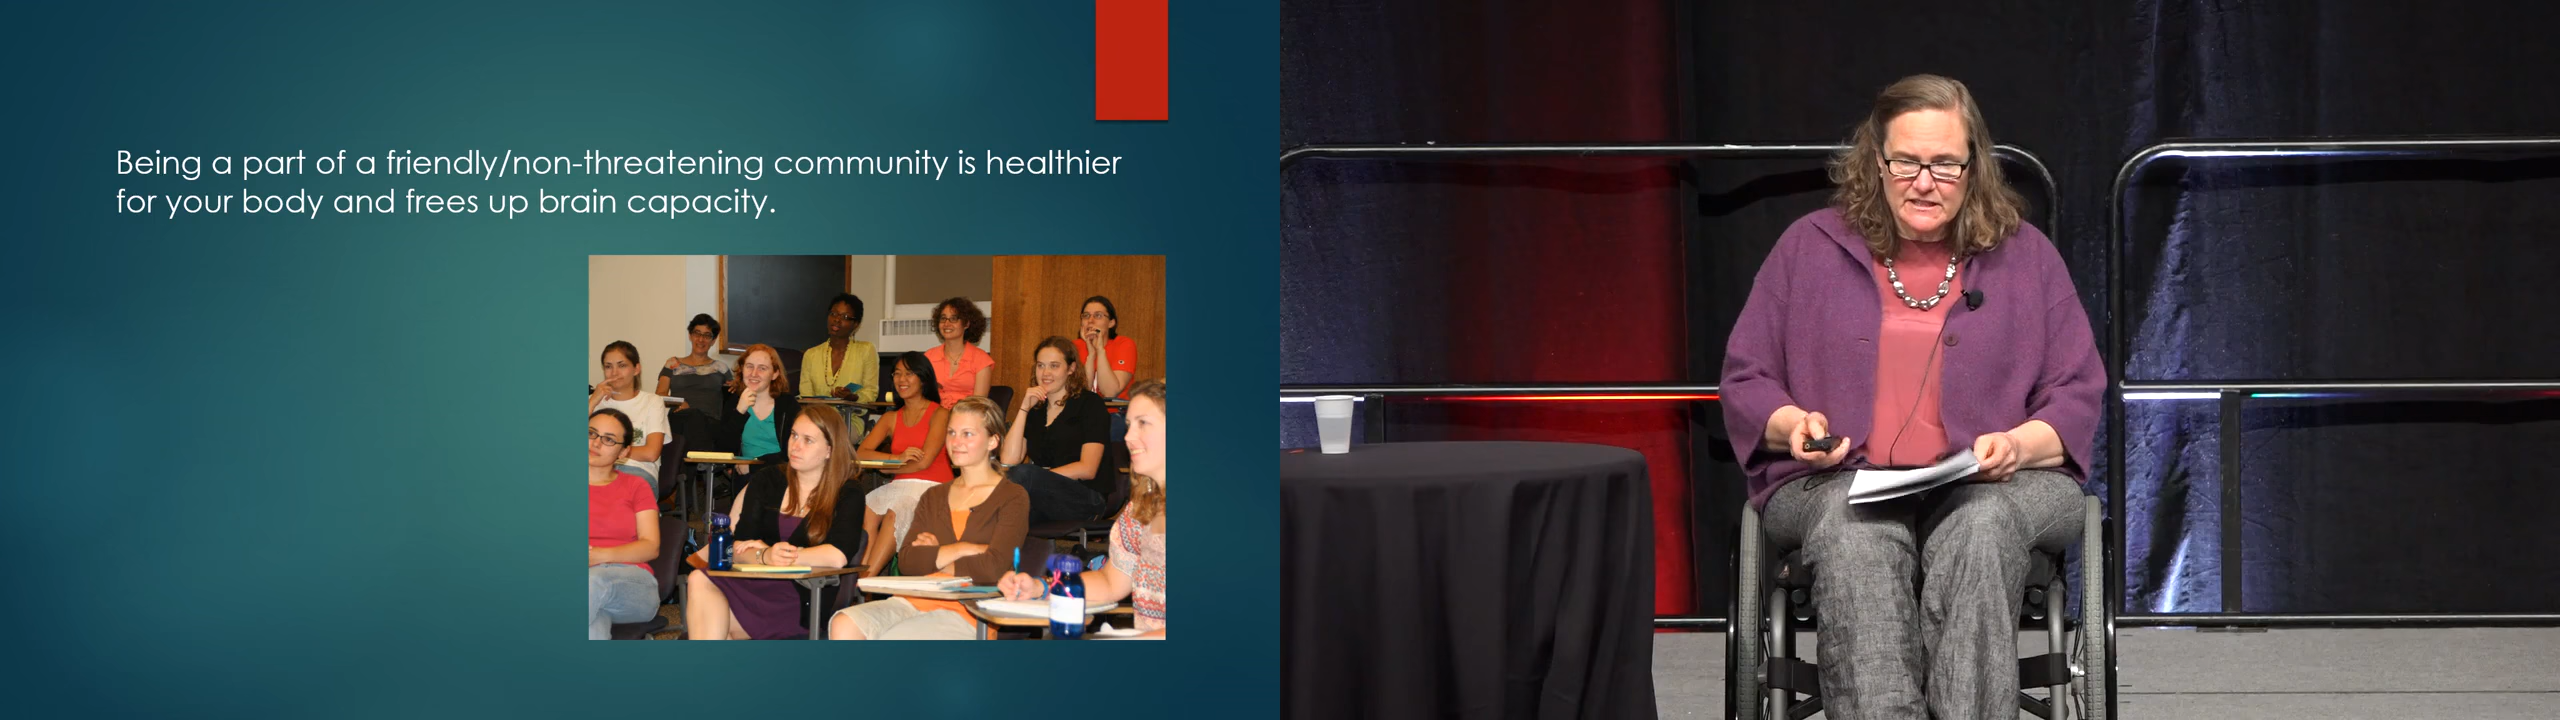 Being a part of a friendly/non-threatening community is healthier
for your body and frees up brain capacity.